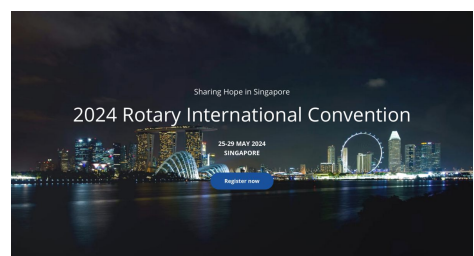 Sharing Hope in Singapore
2024 Rotary International Convention
25-29 MAY 2024
SINGAPORE
Register now